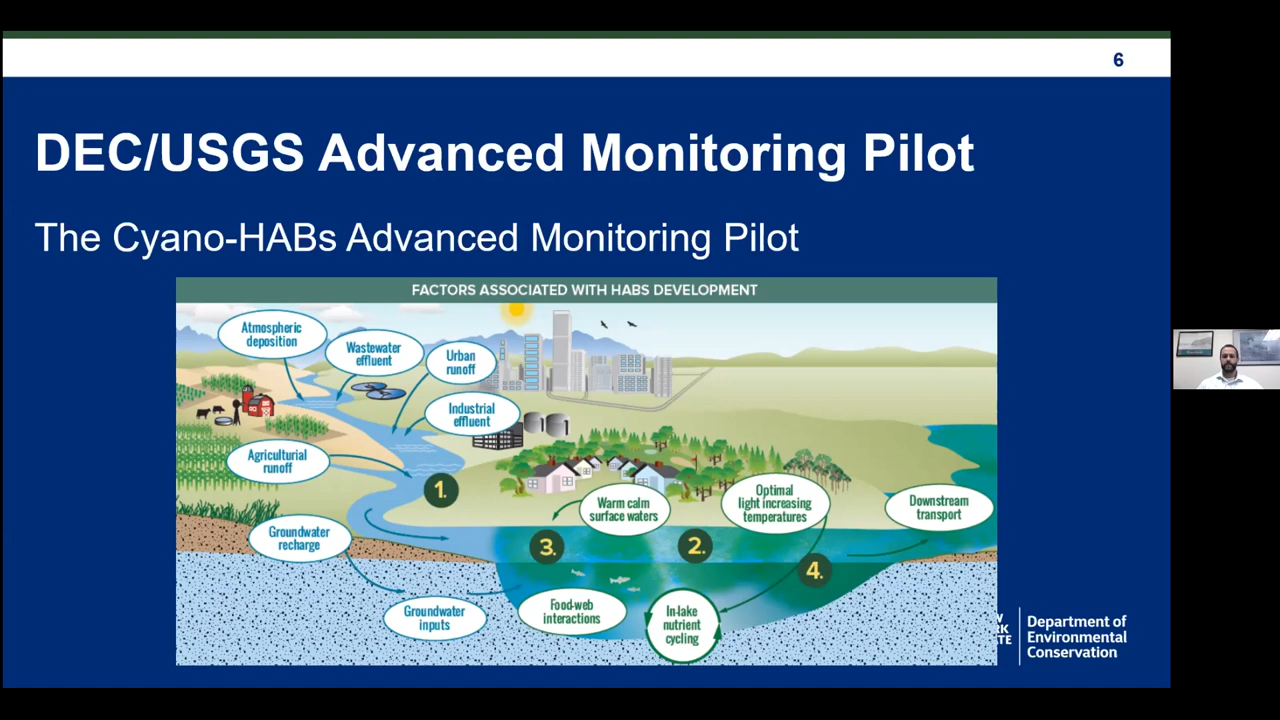 6
DEC/USGS Advanced Monitoring Pilot
The Cyano-HABs Advanced Monitoring Pilot
FACTORS ASSOCIATED WITH HABS DEVELOPMENT
Atmospheric
deposition
Wastewater
effluent
Urban
runoff
Industrial
effluent
Agriculturial
runoff
1.
Warm calm
surface waters
Optimal
light increasing
temperatures
Downstream
transport
Groundwater
recharge
3.
2.
4.
Groundwater
inputs
Food-web
interactions
In-lake
nutrient
cycling
Department of
Environmental
Conservation